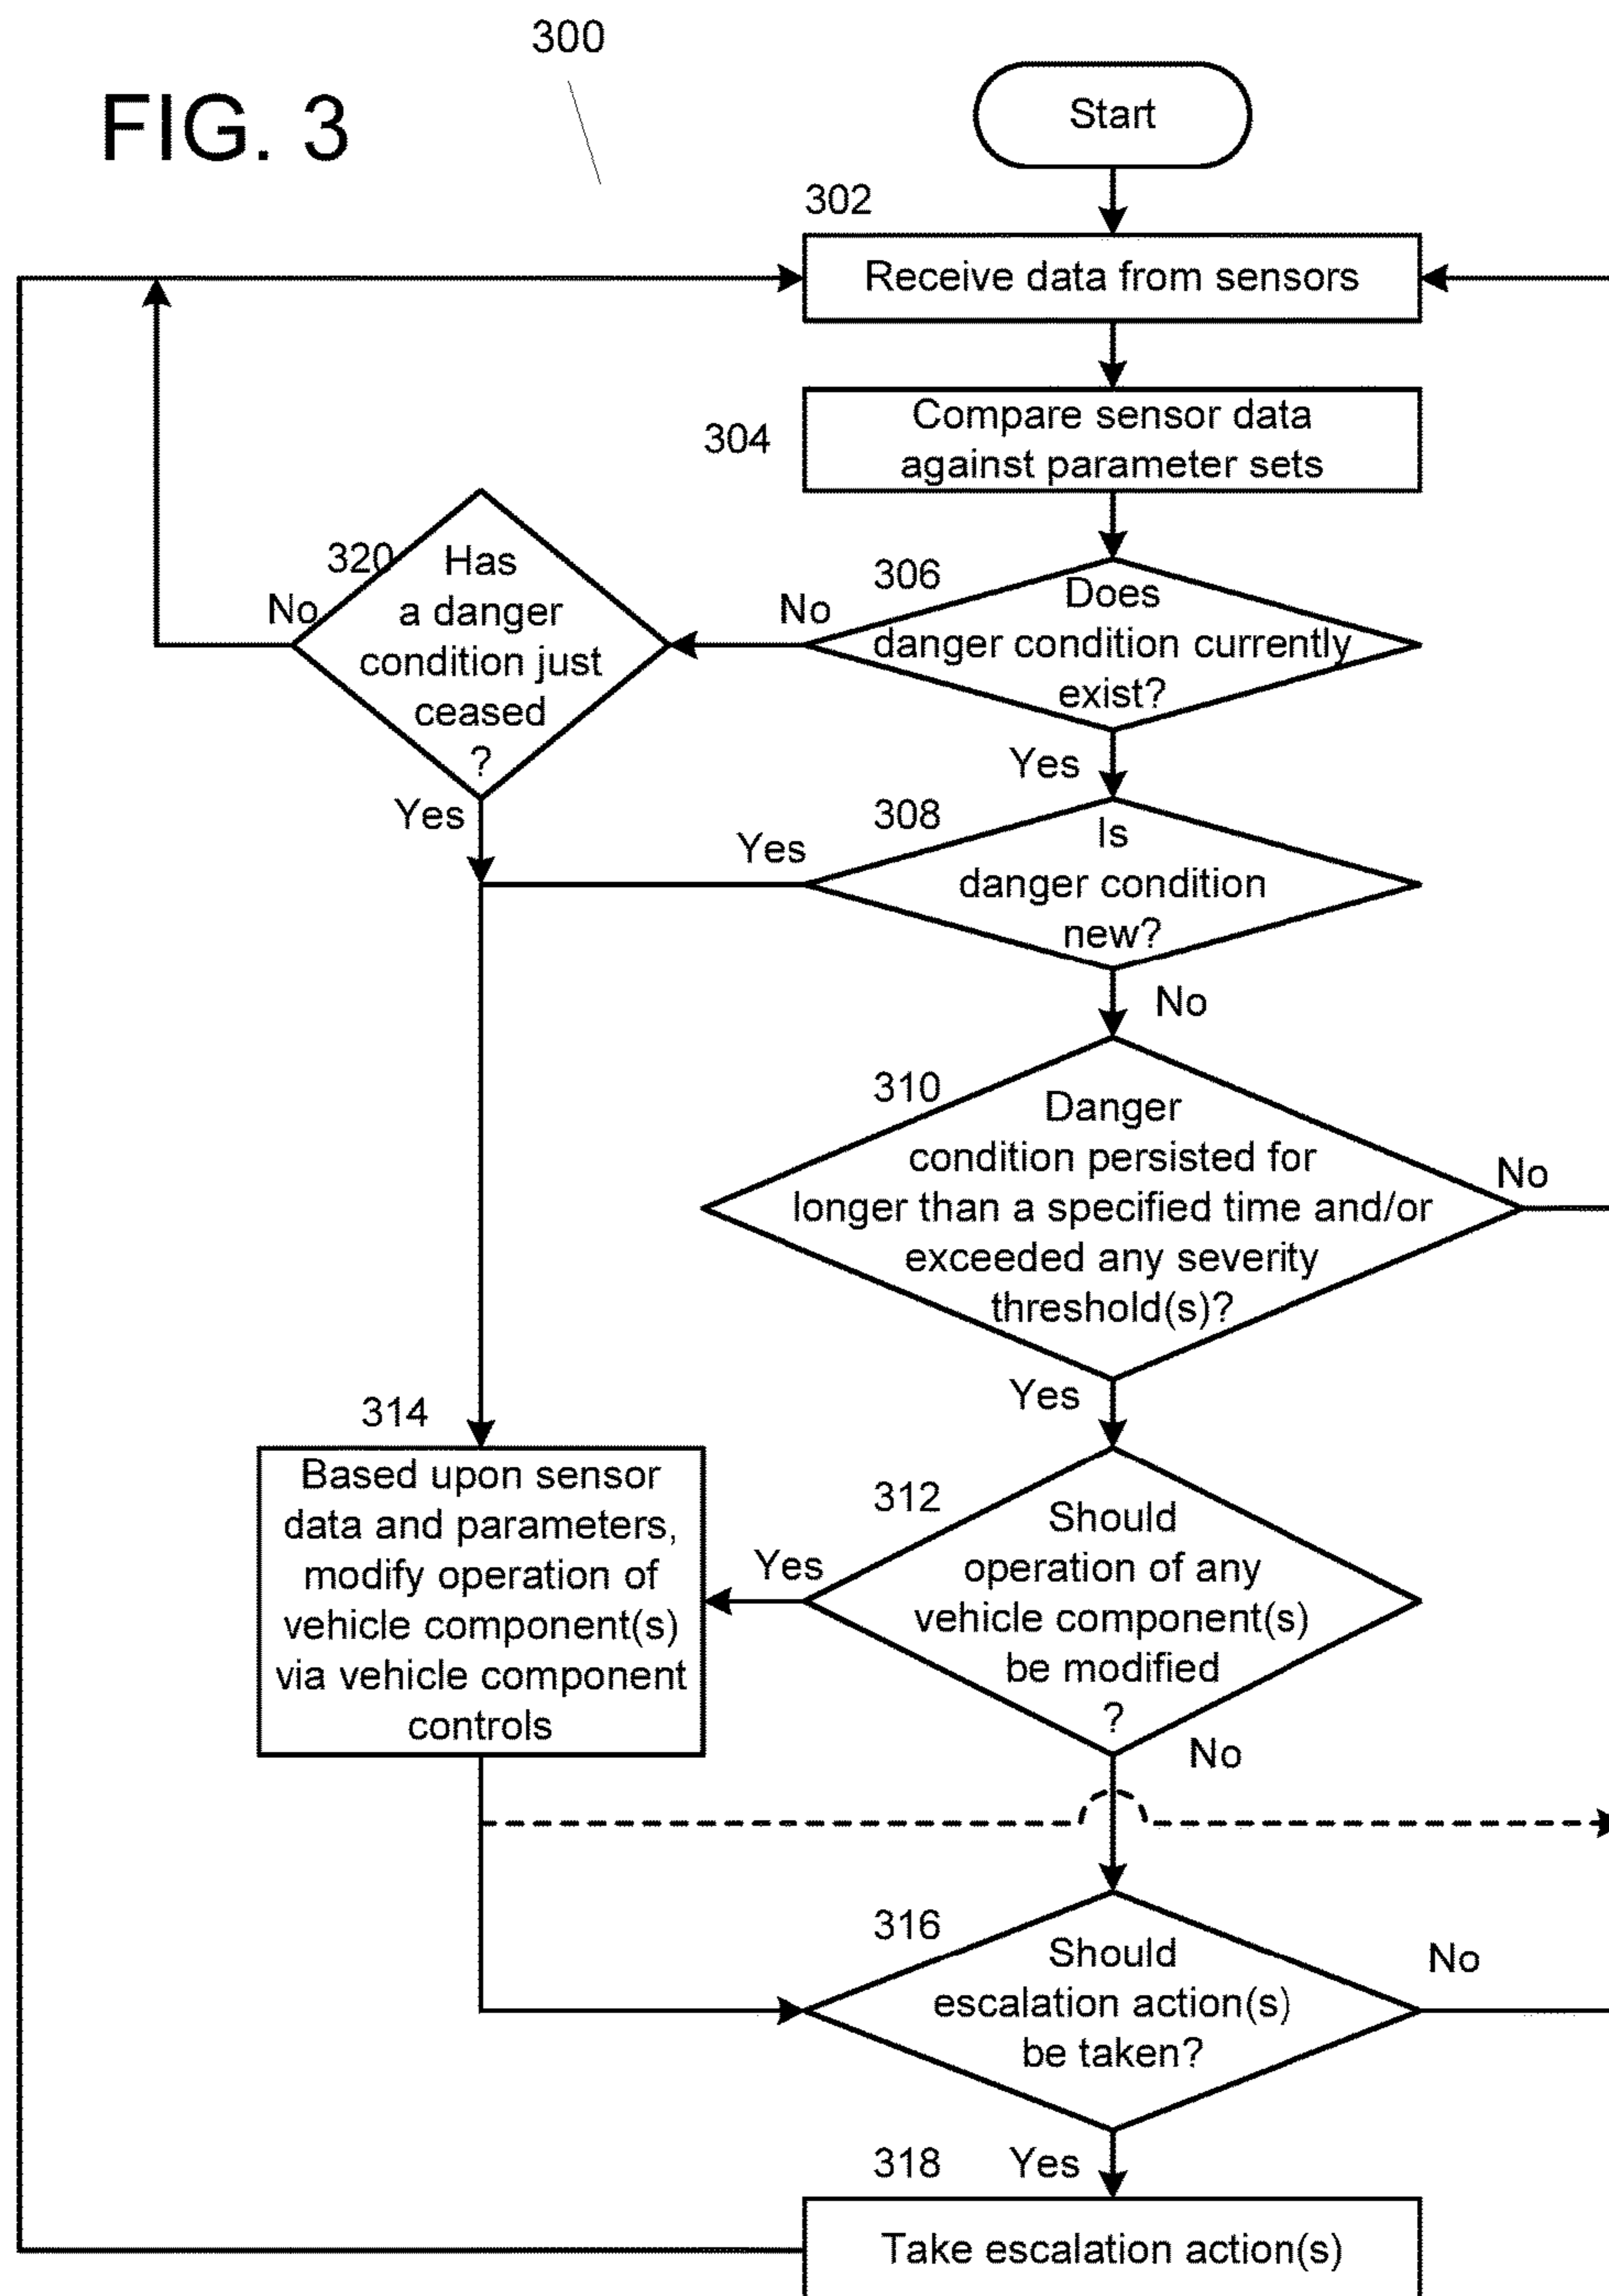 300
FIG. 3
Start
302
Receive data from sensors
304
Compare sensor data
against parameter sets
306
Does
danger condition currently
exist?
No
Yes
320
Has
a danger
condition just
ceased
?
No
Yes
308
Is
danger condition
new?
Yes
No
310
Danger
condition persisted for
longer than a specified time and/or
exceeded any severity
threshold(s)?
No
Yes
312
Should
operation of any
vehicle component(s)
be modified
?
Yes
No
314
Based upon sensor
data and parameters,
modify operation of
vehicle component(s)
via vehicle component
controls
316
Should
escalation action(s)
be taken?
No
Yes
318
Take escalation action(s)